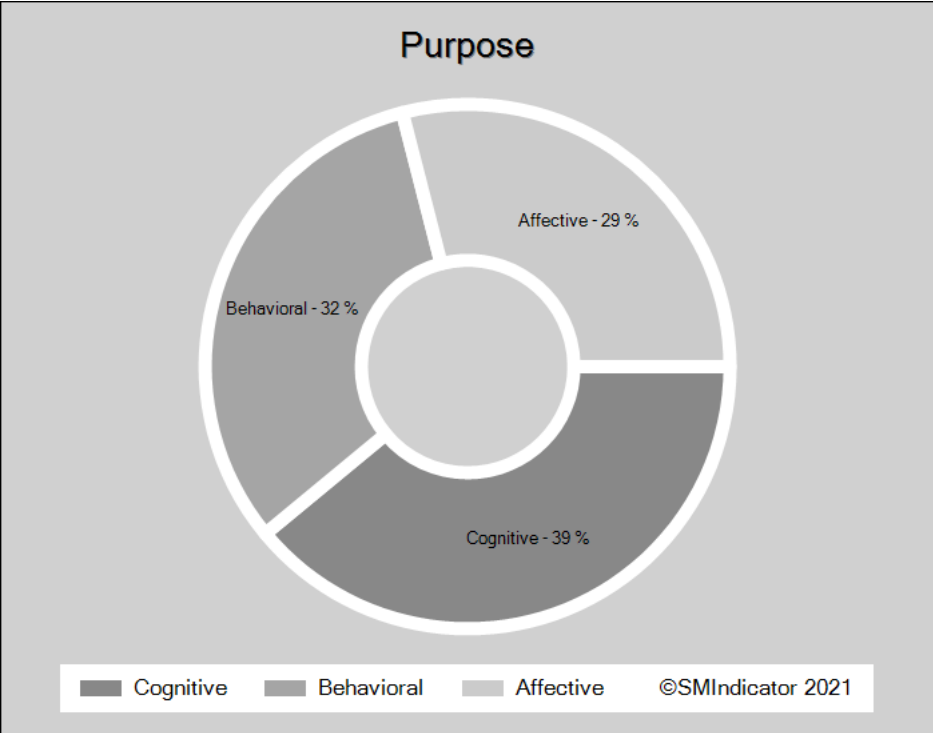 Purpose
Affective - 29 %
Behavioral - 32 %
Cognitive - 39 %
Cognitive Behavioral Affective ©SMIndicator 2021